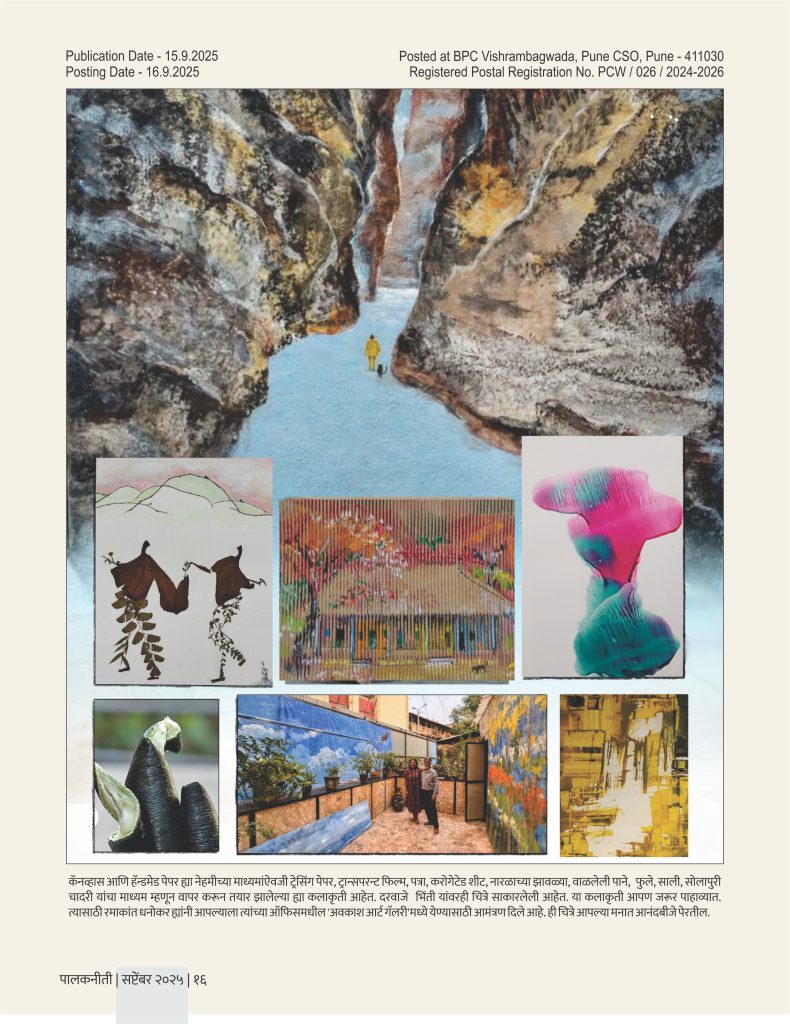 Publication Date - 15.9.2025
Posting Date - 16.9.2025
Posted at BPC Vishrambagwada, Pune CSO, Pune - 411030
Registered Postal Registration No. PCW / 026 / 2024-2026
कॅनव्हास आणि हॅन्डमेड पेपर ह्या नेहमीच्या माध्यमांऐवजी ट्रेसिंग पेपर, ट्रान्सपरन्ट फिल्म, पत्रा, करोगेटेड शीट, नारळाच्या झावळ्या, वाळलेली पाने, फुले, साली, सोलापुरी
चादरी यांचा माध्यम म्हणून वापर करून तयार झालेल्या ह्या कलाकृती आहेत. दरवाजे भिंती यांवरही चित्रे साकारलेली आहेत. या कलाकृती आपण जरूर पाहाव्यात.
त्यासाठी रमाकांत धनोकर ह्यांनी आपल्याला त्यांच्या ऑफिसमधील 'अवकाश आर्ट गॅलरी'मध्ये येण्यासाठी आमंत्रण दिले आहे. ही चित्रे आपल्या मनात आनंदबीजे पेरतील.
पालकनीती | सप्टेंबर २०२५ | १६